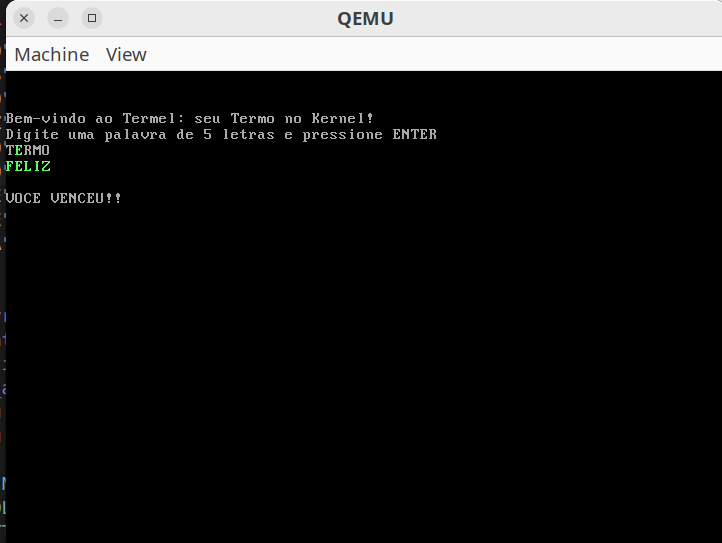 QEMU
Machine View
Bem-vindo ao Termel: seu Termo no Kernel!
Digite uma palavra de 5 letras e pressione ENTER
TERMO
FELIZ
VOCE VENCEU!!